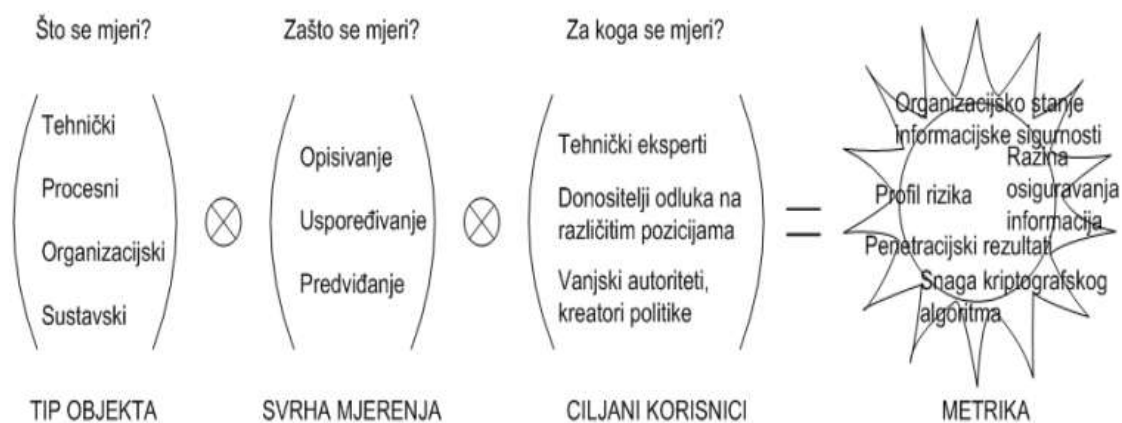 Što se mjeri?
Zašto se mjeri?
Za koga se mjeri?
Tehnički
Procesni
Organizacijski
Sustavski
Opisivanje
Uspoređivanje
Predviđanje
Tehnički eksperti
Donositelji odluka na
različitim pozicijama
Vanjski autoriteti,
kreatori politike
=
Organizacijsko stanje
informacijske sigurnosti
Razina
osiguravanja
informacija
Profil rizika
Penetracijski rezultati
Snaga kriptografskog
algoritma
TIP OBJEKTA
SVRHA MJERENJA
CILJANI KORISNICI
METRIKA